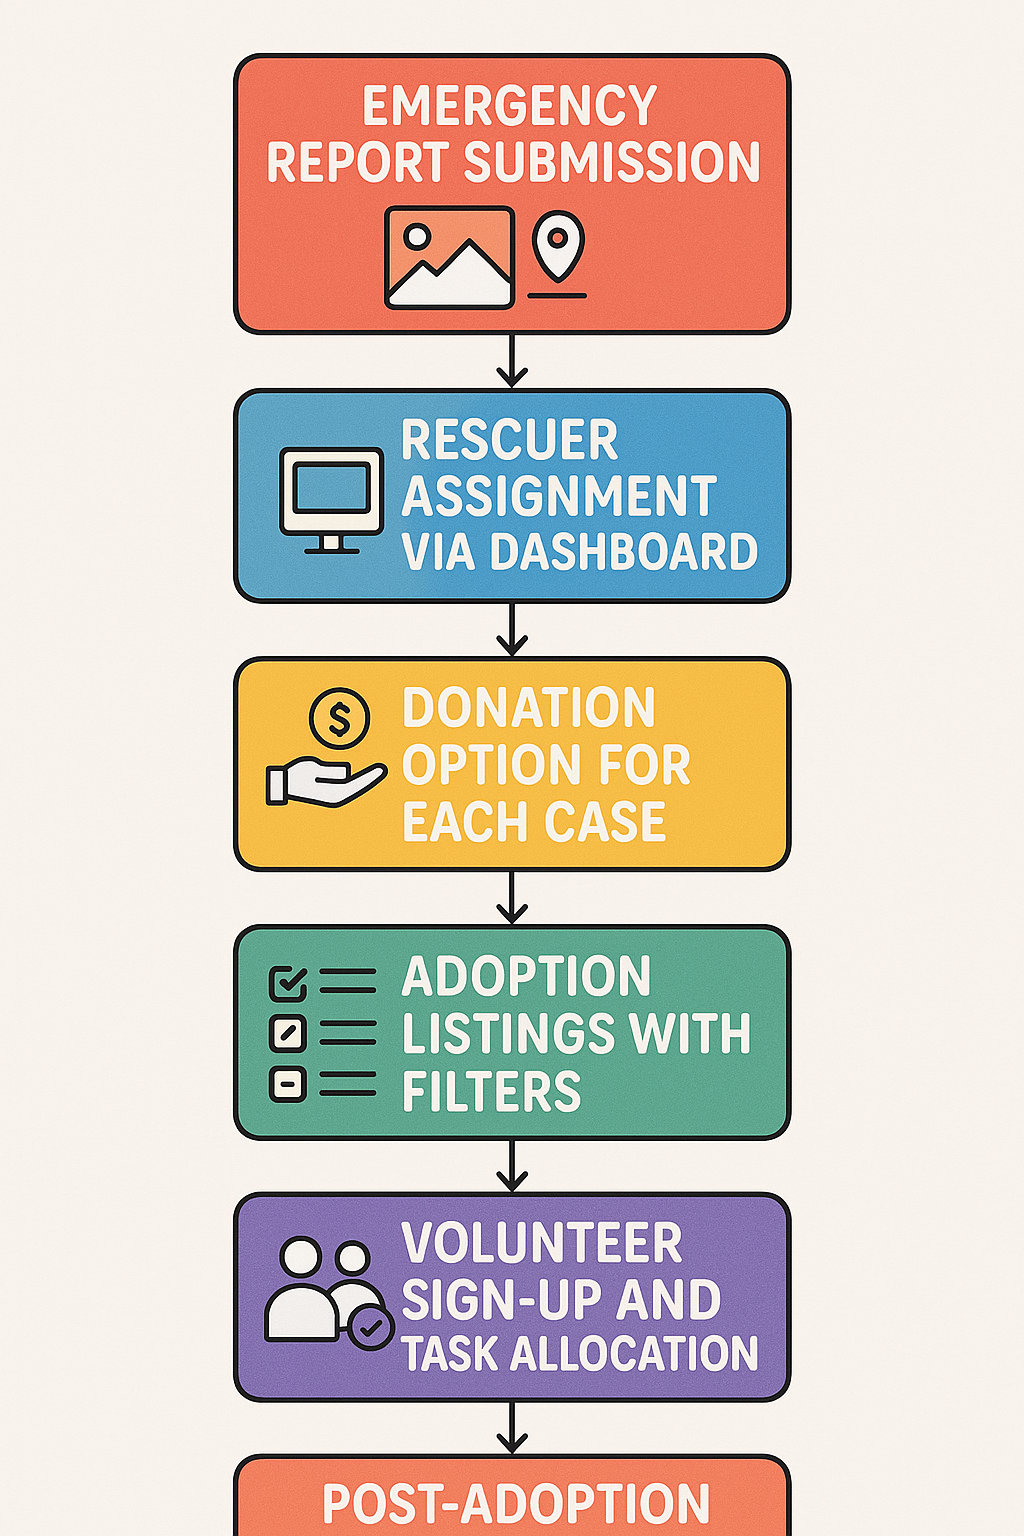 EMERGENCY
REPORT SUBMISSION
RESCUER
ASSIGNMENT
VIA DASHBOARD
$
DONATION
OPTION FOR
EACH CASE
ADOPTION
LISTINGS WITH
FILTERS
VOLUNTEER
SIGN-UP AND
TASK ALLOCATION
POST-ADOPTION